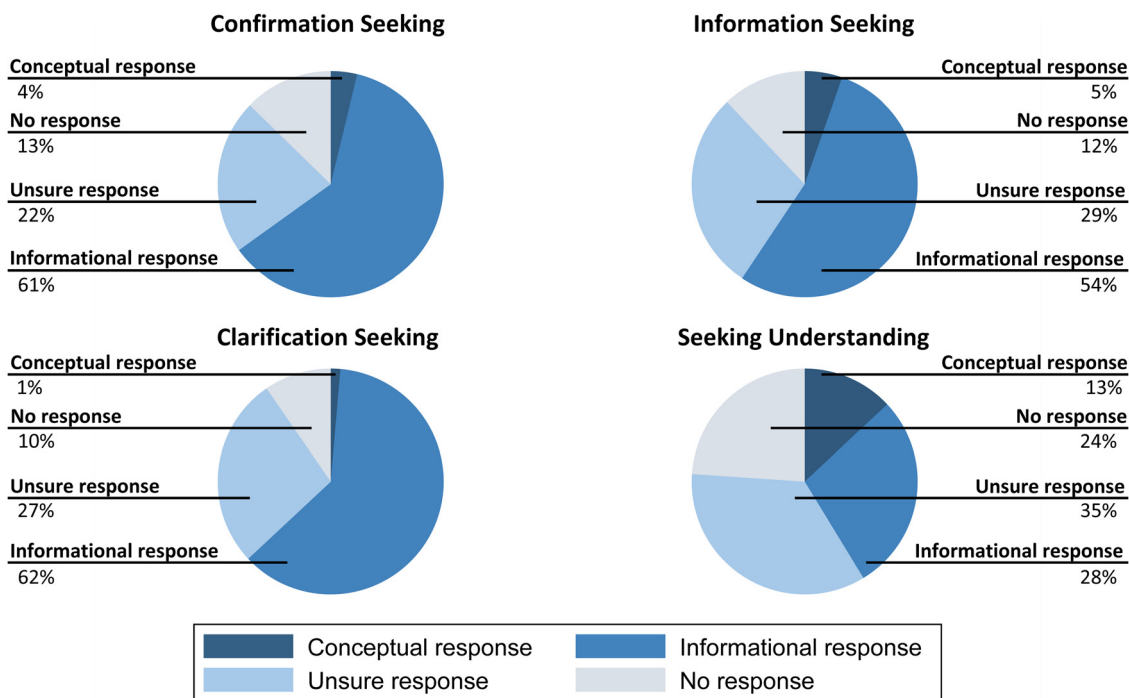 Confirmation Seeking
Conceptual response
4%
No response
13%
Unsure response
22%
Informational response
61%
Information Seeking
Conceptual response
5%
No response
12%
Unsure response
29%
Informational response
54%
Clarification Seeking
Conceptual response
1%
No response
10%
Unsure response
27%
Informational response
62%
Seeking Understanding
Conceptual response
13%
No response
24%
Unsure response
35%
Informational response
28%
Conceptual response
Informational response
Unsure response
No response